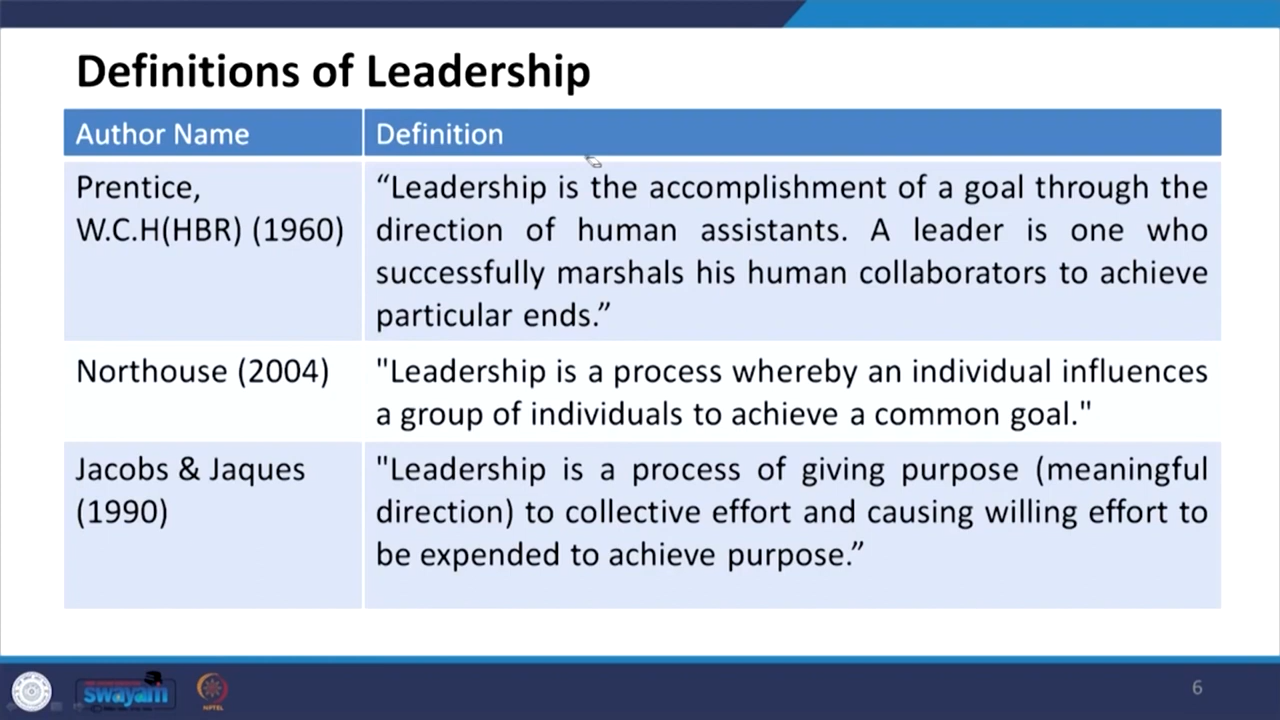 Definitions of Leadership
Author Name
Definition
Prentice,
W.C.H(HBR) (1960)
“Leadership is the accomplishment of a goal through the
direction of human assistants. A leader is one who
successfully marshals his human collaborators to achieve
particular ends.”
Northouse (2004)
"Leadership is a process whereby an individual influences
a group of individuals to achieve a common goal."
Jacobs & Jaques
(1990)
"Leadership is a process of giving purpose (meaningful
direction) to collective effort and causing willing effort to
be expended to achieve purpose.”
swayam
NPTEL
6